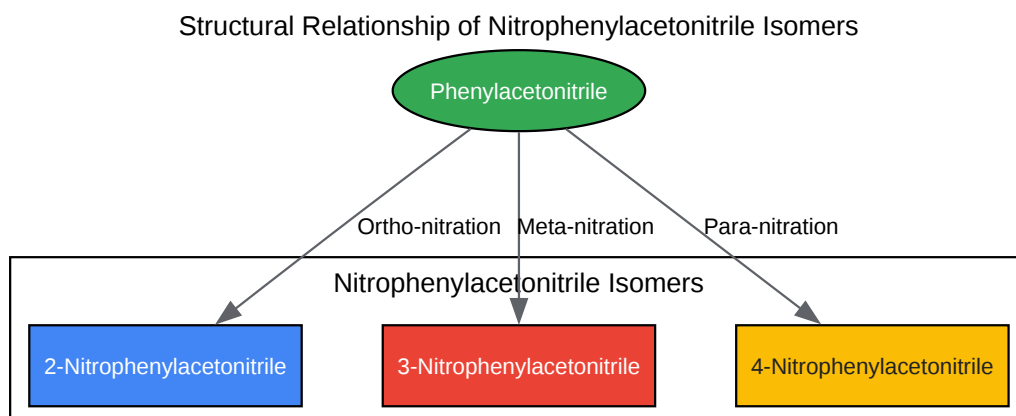 Structural Relationship of Nitrophenylacetonitrile Isomers
Phenylacetonitrile
Ortho-nitration
Meta-nitration
Para-nitration
Nitrophenylacetonitrile Isomers
2-Nitrophenylacetonitrile
3-Nitrophenylacetonitrile
4-Nitrophenylacetonitrile